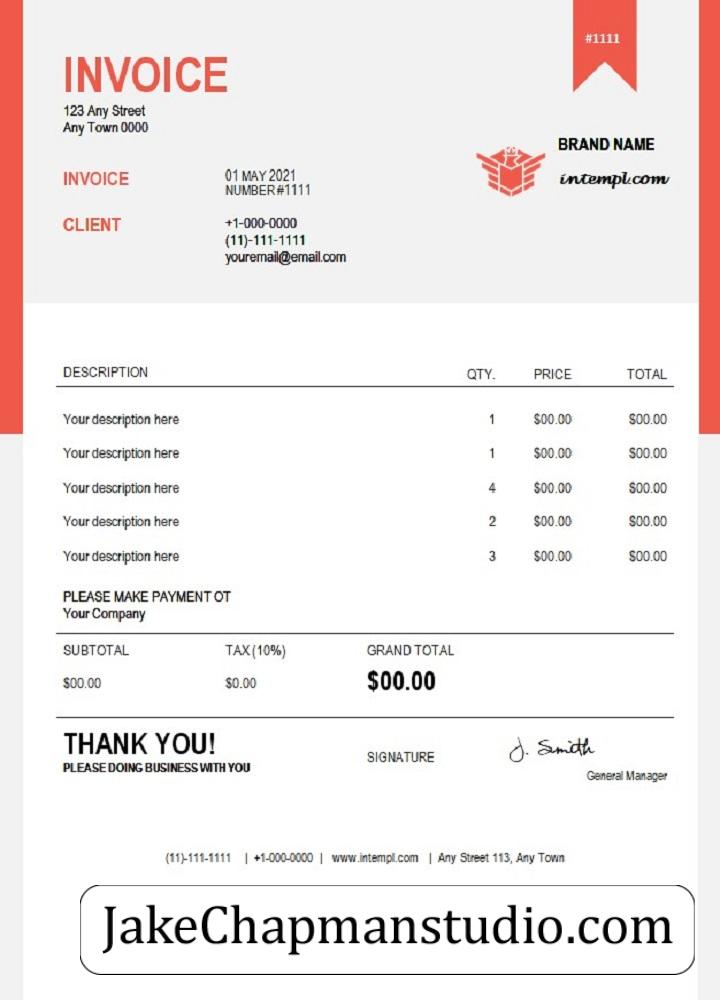 #1111
INVOICE
123 Any Street
Any Town 0000
BRAND NAME
intempl.com
INVOICE
01 MAY 2021
NUMBER#1111
CLIENT
+1-000-0000
(11)-111-1111
youremail@email.com
DESCRIPTION QTY. PRICE TOTAL
Your description here 1 $00.00 $00.00
Your description here 1 $00.00 $00.00
Your description here 4 $00.00 $00.00
Your description here 2 $00.00 $00.00
Your description here 3 $00.00 $00.00
PLEASE MAKE PAYMENT OT
Your Company
SUBTOTAL TAX (10%) GRAND TOTAL
$00.00 $0.00 $00.00
THANK YOU!
PLEASE DOING BUSINESS WITH YOU
SIGNATURE J. Smith
General Manager
(11)-111-1111 | +1-000-0000 | www.intempl.com | Any Street 113, Any Town
JakeChapmanstudio.com